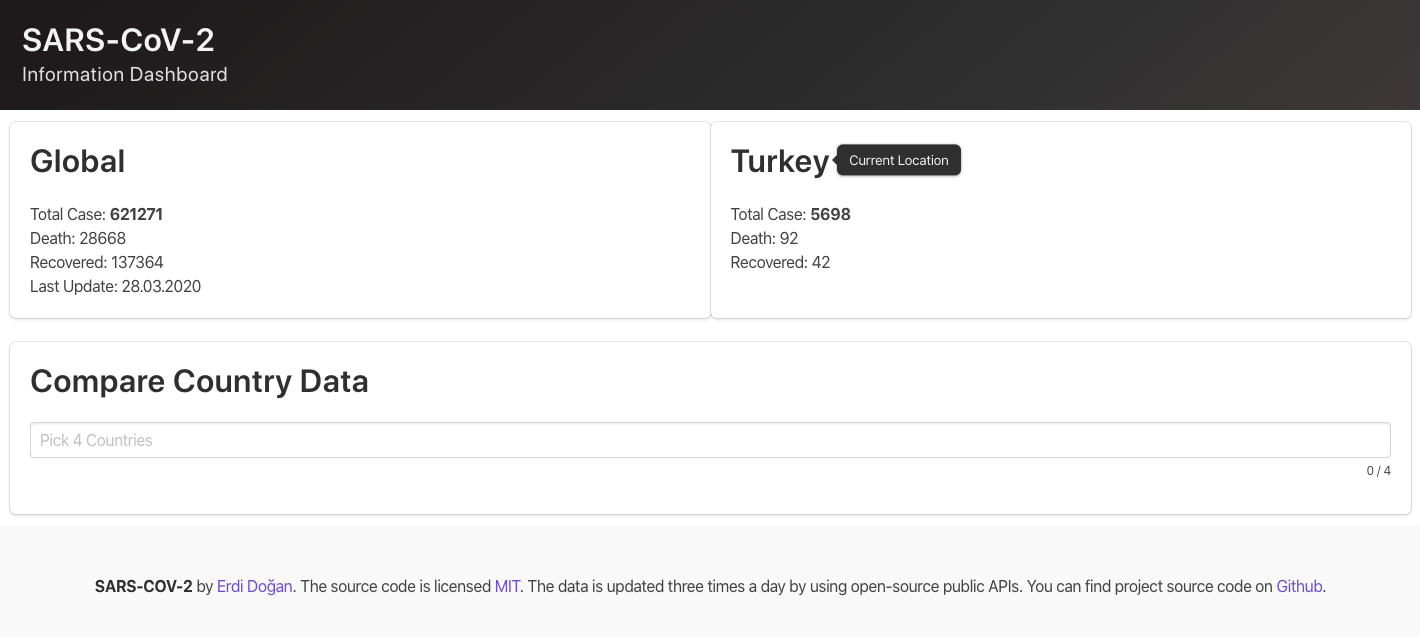 SARS-CoV-2
Information Dashboard
Global
Total Case: 621271
Death: 28668
Recovered: 137364
Last Update: 28.03.2020
Turkey
Current Location
Total Case: 5698
Death: 92
Recovered: 42
Compare Country Data
Pick 4 Countries
0 / 4
SARS-COV-2 by Erdi Doğan. The source code is licensed MIT. The data is updated three times a day by using open-source public APIs. You can find project source code on Github.